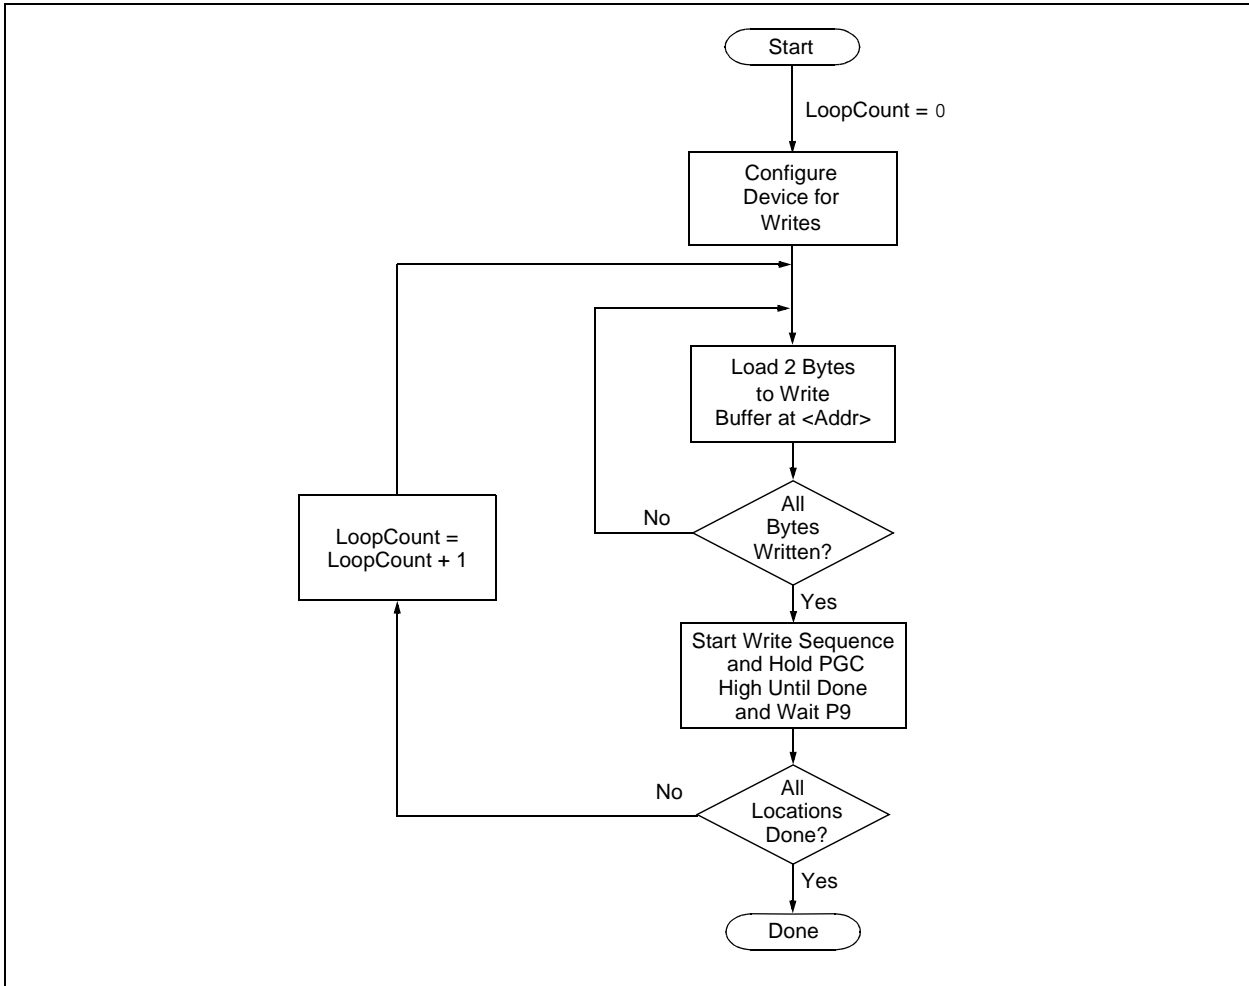 Start
LoopCount = 0
Configure
Device for
Writes
Load 2 Bytes
to Write
Buffer at <Addr>
All
Bytes
Written?
No
Yes
LoopCount =
LoopCount + 1
Start Write Sequence
and Hold PGC
High Until Done
and Wait P9
All
Locations
Done?
No
Yes
Done